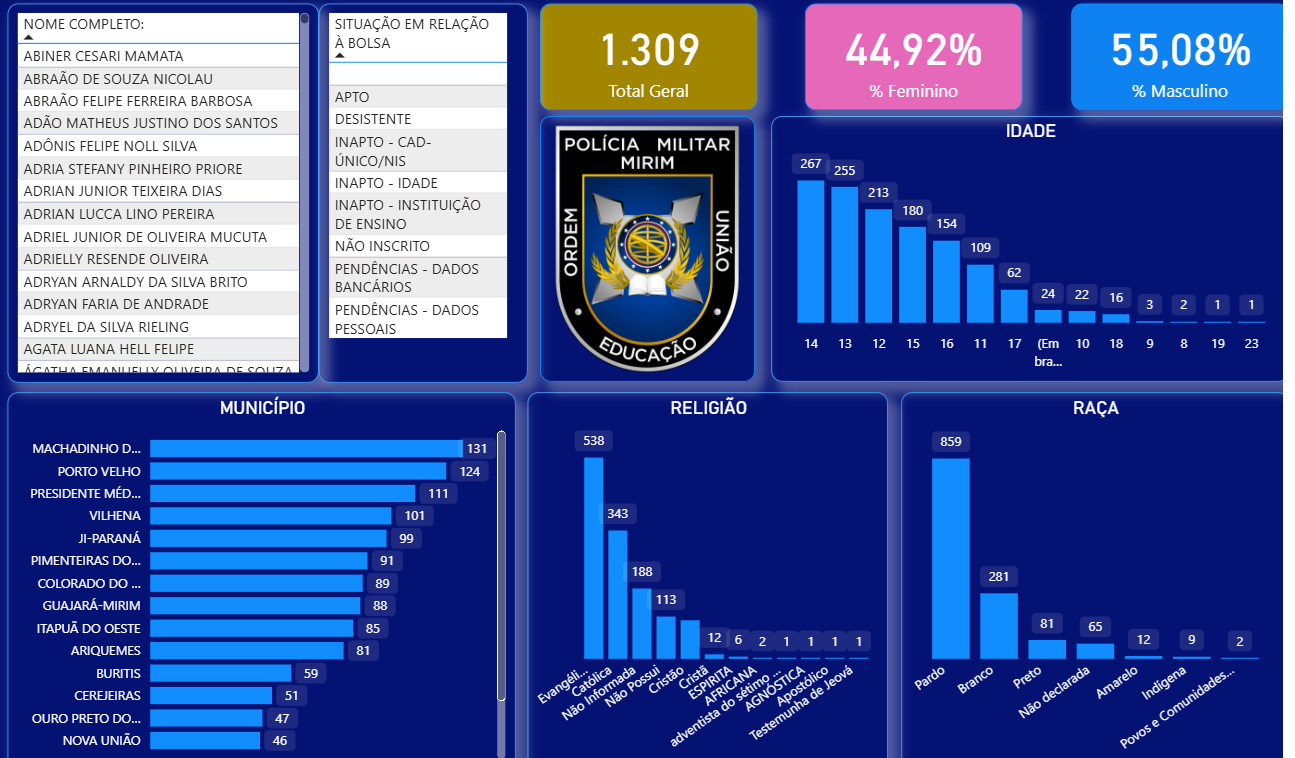 NOME COMPLETO:
ABINER CESARI MAMATA
ABRAÃO DE SOUZA NICOLAU
ABRAÃO FELIPE FERREIRA BARBOSA
ADÃO MATHEUS JUSTINO DOS SANTOS
ADÔNIS FELIPE NOLL SILVA
ADRIA STEFANY PINHEIRO PRIORE
ADRIAN JUNIOR TEIXEIRA DIAS
ADRIAN LUCCA LINO PEREIRA
ADRIEL JUNIOR DE OLIVEIRA MUCUTA
ADRIELLY RESENDE OLIVEIRA
ADRYAN ARNALDY DA SILVA BRITO
ADRYAN FARIA DE ANDRADE
ADRYEL DA SILVA RIELING
AGATA LUANA HELL FELIPE
ÁGATHA EMANUELLY OLIVEIRA DE SOUZA
SITUAÇÃO EM RELAÇÃO
À BOLSA
APTO
DESISTENTE
INAPTO - CAD-
ÚNICO/NIS
INAPTO - IDADE
INAPTO - INSTITUIÇÃO
DE ENSINO
NÃO INSCRITO
PENDÊNCIAS - DADOS
BANCÁRIOS
PENDÊNCIAS - DADOS
PESSOAIS
1.309
Total Geral
44,92%
% Feminino
55,08%
% Masculino
POLÍCIA MILITAR
MIRIM
ORDEM
UNIÃO
EDUCAÇÃO
IDADE
267 255 213 180 154 109 62 24 22 16 3 2 1 1
14 13 12 15 16 11 17 (Em bra... 10 18 9 8 19 23
MUNICÍPIO
MACHADINHO D... 131
PORTO VELHO 124
PRESIDENTE MÉD... 111
VILHENA 101
JI-PARANÁ 99
PIMENTEIRAS DO... 91
COLORADO DO ... 89
GUAJARÁ-MIRIM 88
ITAPUÃ DO OESTE 85
ARIQUEMES 81
BURITIS 59
CEREJEIRAS 51
OURO PRETO DO... 47
NOVA UNIÃO 46
RELIGIÃO
538 343 188 113 12 6 2 1 1 1 1
Evangéli...
Católica
Não Informada
Não Possui
Cristão
Cristã
ESPIRITA
AFRICANA
adventista do sétimo ...
AGNÓSTICA
Apostólico
Testemunha de Jeová
RAÇA
859 281 81 65 12 9 2
Pardo
Branco
Preto
Não declarada
Amarelo
Indígena
Povos e Comunidades...